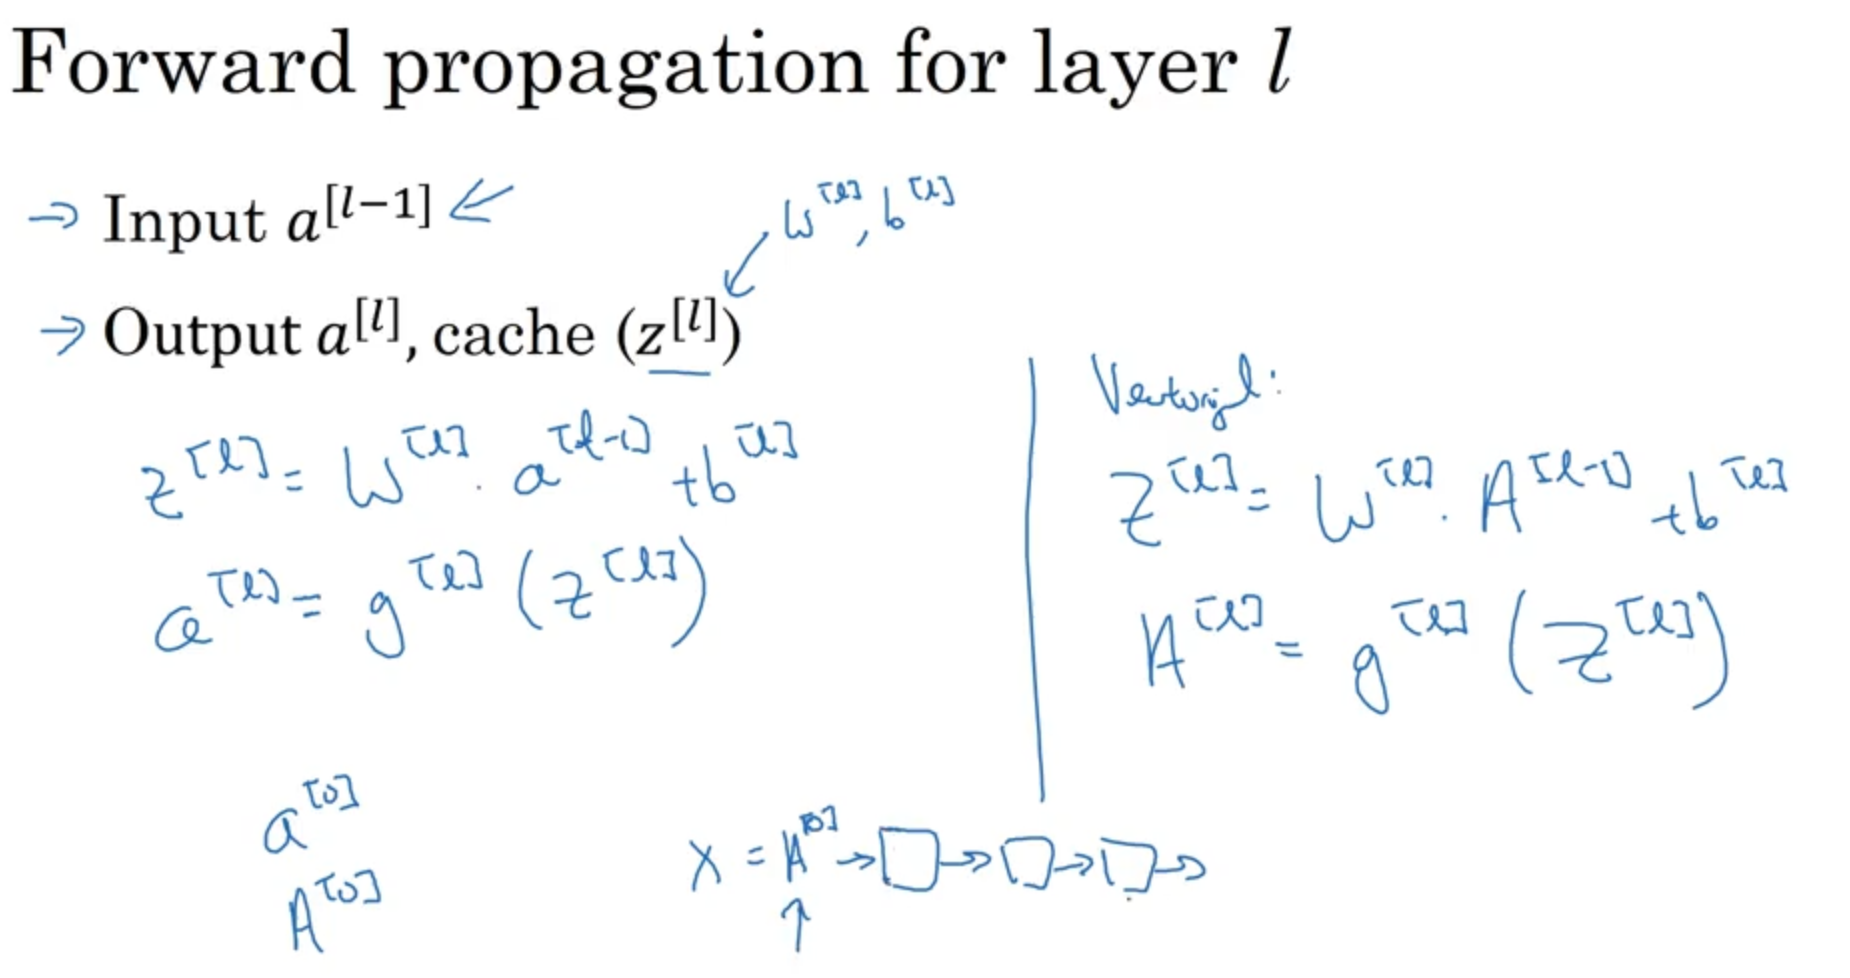 Forward propagation for layer l
→ Input a^[l-1] ←
W^[l], b^[l]
→ Output a^[l], cache (z^[l])
z^[l] = W^[l] · a^[l-1] + b^[l]
a^[l] = g^[l] (z^[l])
Vectorized:
Z^[l] = W^[l] · A^[l-1] + b^[l]
A^[l] = g^[l] (Z^[l])
a^[0]
A^[0]
X = A^[0] → □ → □ → □ →